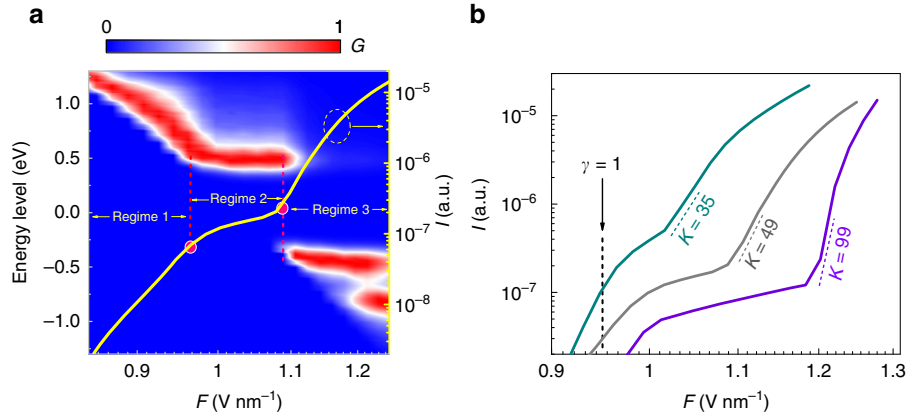 a
0
1
G
Energy level (eV)
1.0
0.5
0.0
−0.5
−1.0
Regime 1
Regime 2
Regime 3
10⁻⁵
10⁻⁶
10⁻⁷
10⁻⁸
I (a.u.)
0.9
1
1.1
1.2
F (V nm⁻¹)
b
I (a.u.)
10⁻⁵
10⁻⁶
10⁻⁷
γ = 1
K = 35
K = 49
K = 99
0.9
1
1.1
1.2
1.3
F (V nm⁻¹)